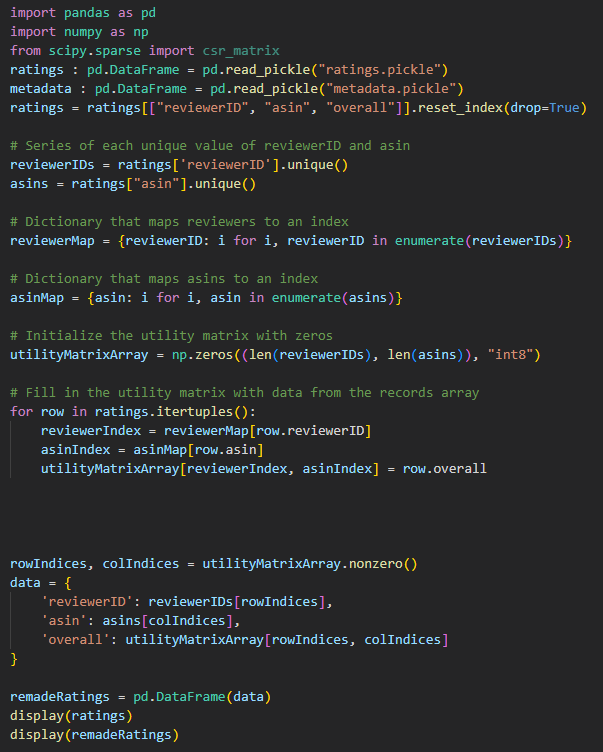 import pandas as pd
import numpy as np
from scipy.sparse import csr_matrix
ratings : pd.DataFrame = pd.read_pickle("ratings.pickle")
metadata : pd.DataFrame = pd.read_pickle("metadata.pickle")
ratings = ratings[["reviewerID", "asin", "overall"]].reset_index(drop=True)

# Series of each unique value of reviewerID and asin
reviewerIDs = ratings['reviewerID'].unique()
asins = ratings["asin"].unique()

# Dictionary that maps reviewers to an index
reviewerMap = {reviewerID: i for i, reviewerID in enumerate(reviewerIDs)}

# Dictionary that maps asins to an index
asinMap = {asin: i for i, asin in enumerate(asins)}

# Initialize the utility matrix with zeros
utilityMatrixArray = np.zeros((len(reviewerIDs), len(asins)), "int8")

# Fill in the utility matrix with data from the records array
for row in ratings.itertuples():
    reviewerIndex = reviewerMap[row.reviewerID]
    asinIndex = asinMap[row.asin]
    utilityMatrixArray[reviewerIndex, asinIndex] = row.overall

rowIndices, colIndices = utilityMatrixArray.nonzero()
data = {
    'reviewerID': reviewerIDs[rowIndices],
    'asin': asins[colIndices],
    'overall': utilityMatrixArray[rowIndices, colIndices]
}

remadeRatings = pd.DataFrame(data)
display(ratings)
display(remadeRatings)